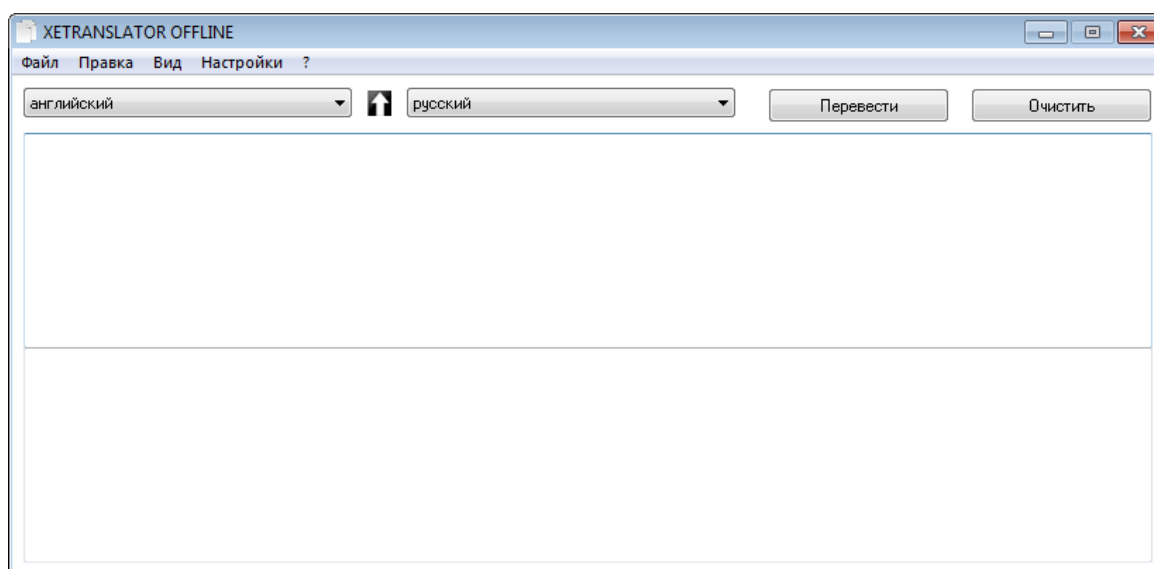 XETRANSLATOR OFFLINE
Файл Правка Вид Настройки ?
английский русский Перевести Очистить